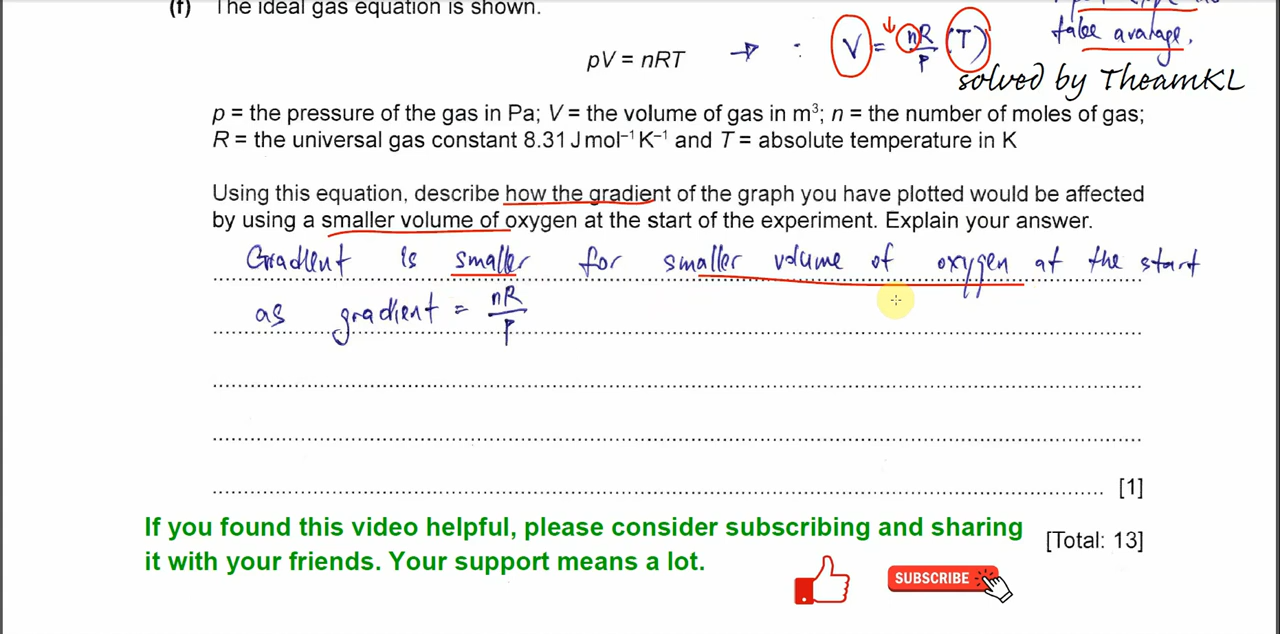 (f) The ideal gas equation is shown.
false average.
pV = nRT → ∴ V = nR/P (T)
solved by TheamKL
p = the pressure of the gas in Pa; V = the volume of gas in m³; n = the number of moles of gas;
R = the universal gas constant 8.31 J mol⁻¹ K⁻¹ and T = absolute temperature in K
Using this equation, describe how the gradient of the graph you have plotted would be affected
by using a smaller volume of oxygen at the start of the experiment. Explain your answer.
Gradient is smaller for smaller volume of oxygen at the start
as gradient = nR/P
[1]
If you found this video helpful, please consider subscribing and sharing
it with your friends. Your support means a lot.
[Total: 13]
SUBSCRIBE